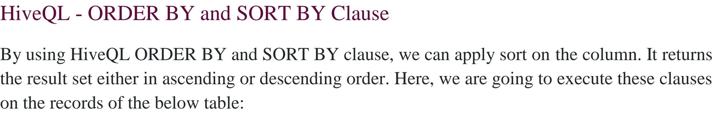 HiveQL - ORDER BY and SORT BY Clause
By using HiveQL ORDER BY and SORT BY clause, we can apply sort on the column. It returns
the result set either in ascending or descending order. Here, we are going to execute these clauses
on the records of the below table: